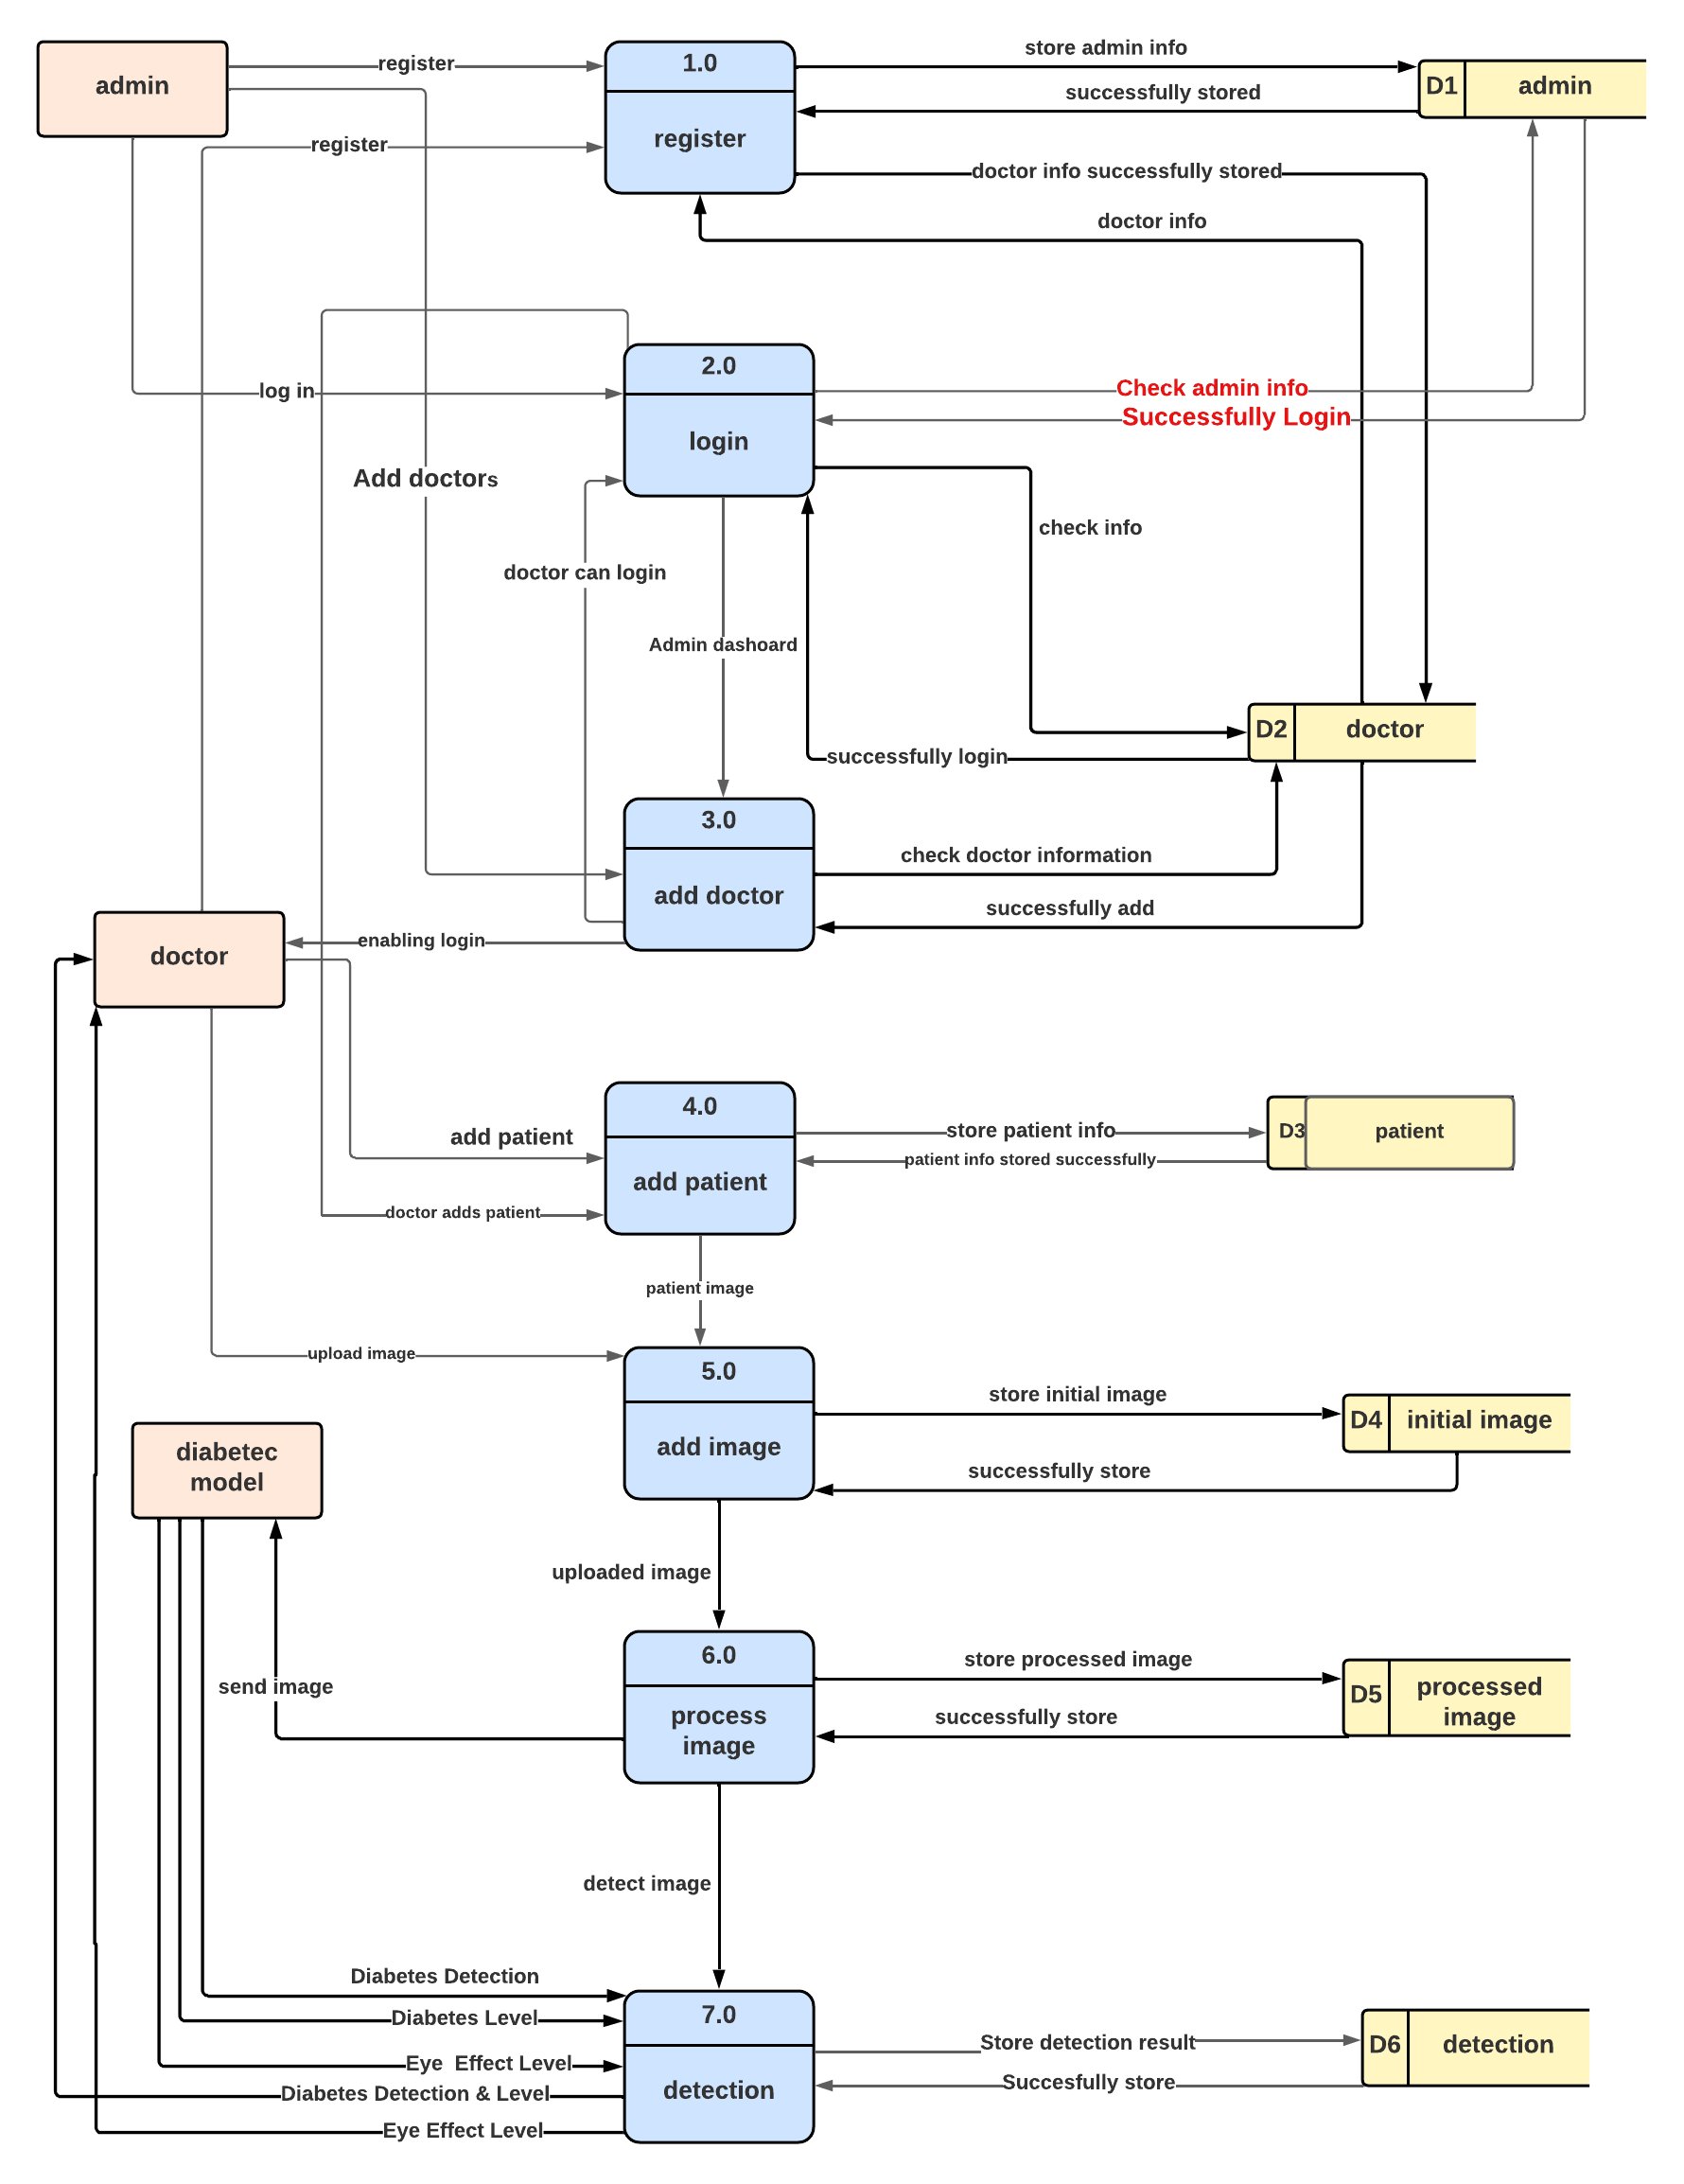 admin
register
1.0
register
store admin info
successfully stored
D1
admin
register
doctor info successfully stored
doctor info
2.0
login
log in
Check admin info
Successfully Login
Add doctors
check info
doctor can login
Admin dashoard
D2
doctor
successfully login
3.0
add doctor
check doctor information
successfully add
doctor
enabling login
4.0
add patient
add patient
store patient info
patient info stored successfully
D3
patient
doctor adds patient
patient image
upload image
5.0
add image
store initial image
D4
initial image
successfully store
diabetec
model
uploaded image
6.0
process
image
store processed image
successfully store
D5
processed
image
send image
detect image
Diabetes Detection
Diabetes Level
Eye  Effect Level
Diabetes Detection & Level
Eye Effect Level
7.0
detection
Store detection result
Succesfully store
D6
detection